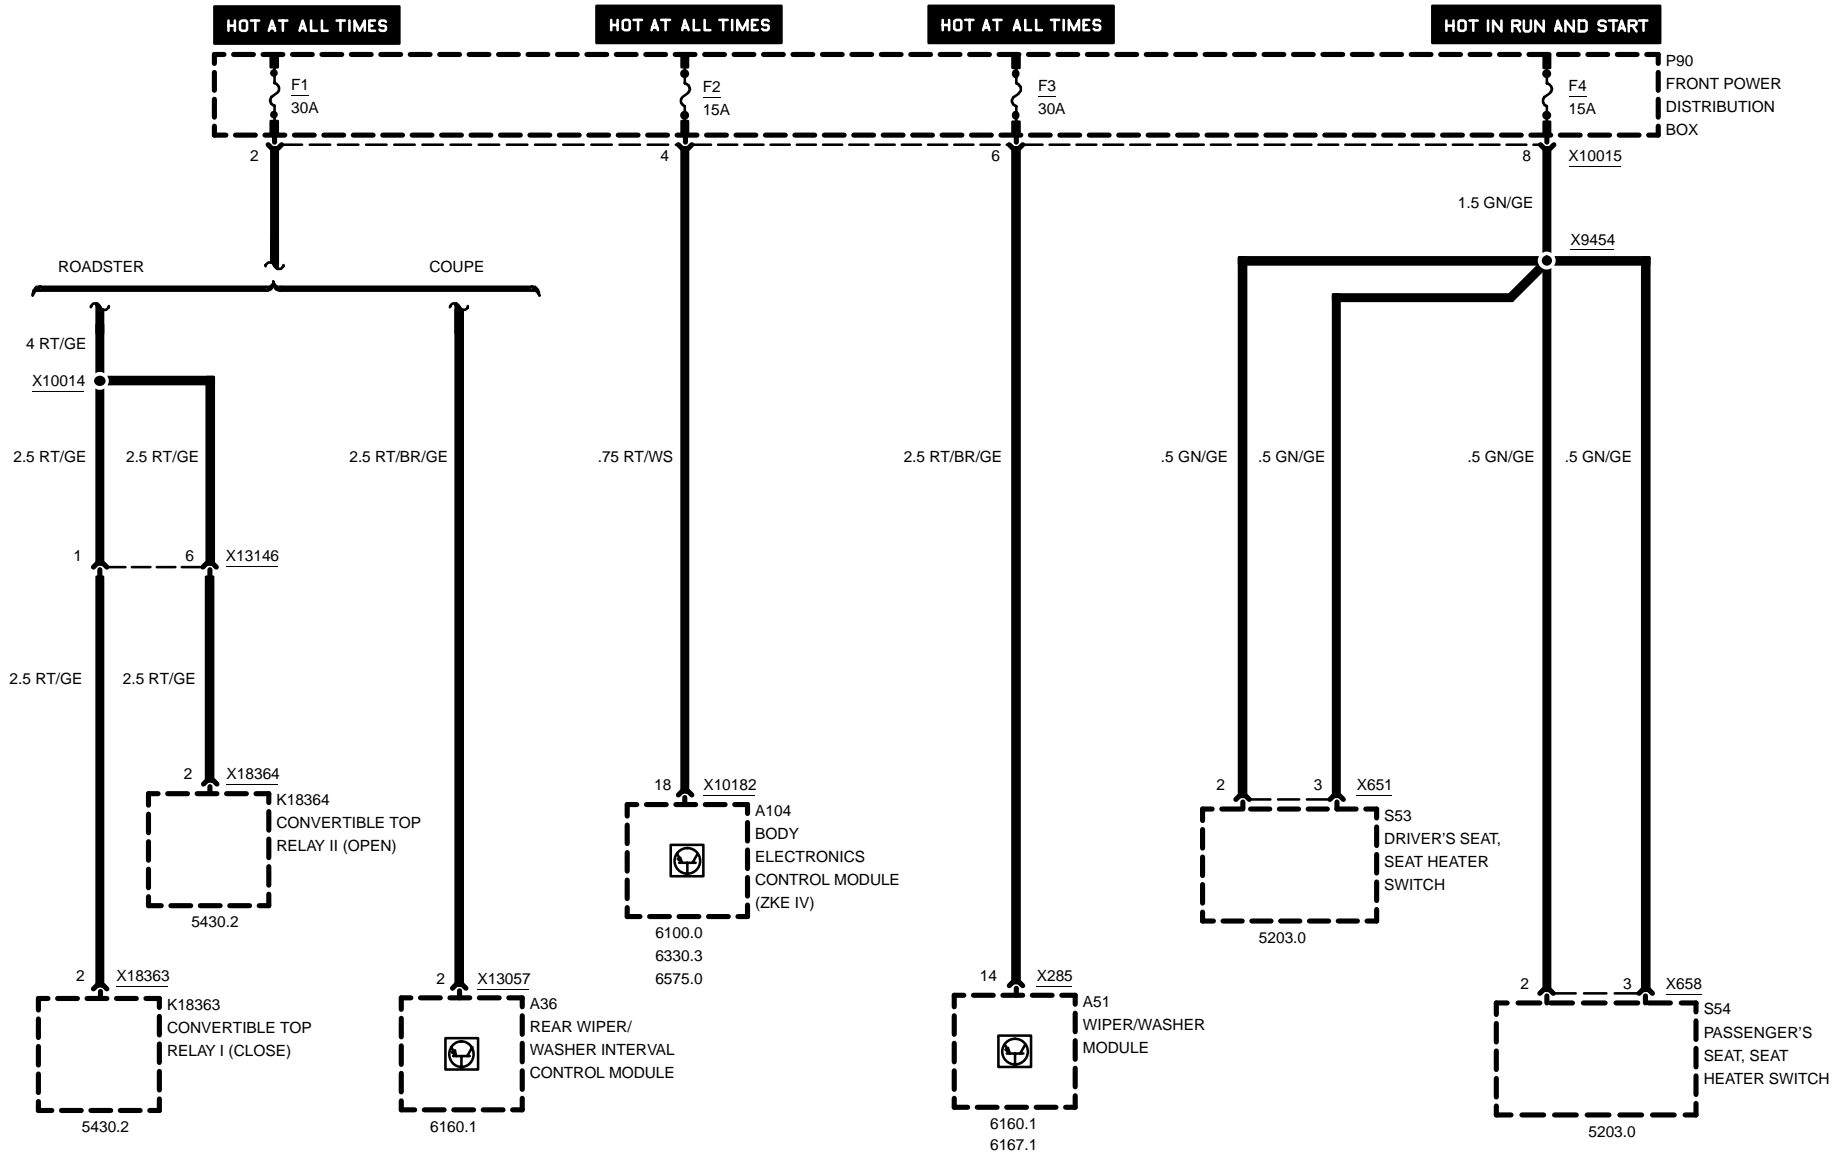 HOT AT ALL TIMES
HOT AT ALL TIMES
HOT AT ALL TIMES
HOT IN RUN AND START
F1
30A
F2
15A
F3
30A
F4
15A
P90
FRONT POWER
DISTRIBUTION
BOX
2
4
6
8
X10015
1.5 GN/GE
X9454
ROADSTER
COUPE
4 RT/GE
X10014
2.5 RT/GE
2.5 RT/GE
2.5 RT/BR/GE
.75 RT/WS
2.5 RT/BR/GE
.5 GN/GE
.5 GN/GE
.5 GN/GE
.5 GN/GE
1
6
X13146
2.5 RT/GE
2.5 RT/GE
2
X18364
K18364
CONVERTIBLE TOP
RELAY II (OPEN)
5430.2
18
X10182
A104
BODY
ELECTRONICS
CONTROL MODULE
(ZKE IV)
6100.0
6330.3
6575.0
2
3
X651
S53
DRIVER'S SEAT,
SEAT HEATER
SWITCH
5203.0
2
X18363
K18363
CONVERTIBLE TOP
RELAY I (CLOSE)
5430.2
2
X13057
A36
REAR WIPER/
WASHER INTERVAL
CONTROL MODULE
6160.1
14
X285
A51
WIPER/WASHER
MODULE
6160.1
6167.1
2
3
X658
S54
PASSENGER'S
SEAT, SEAT
HEATER SWITCH
5203.0